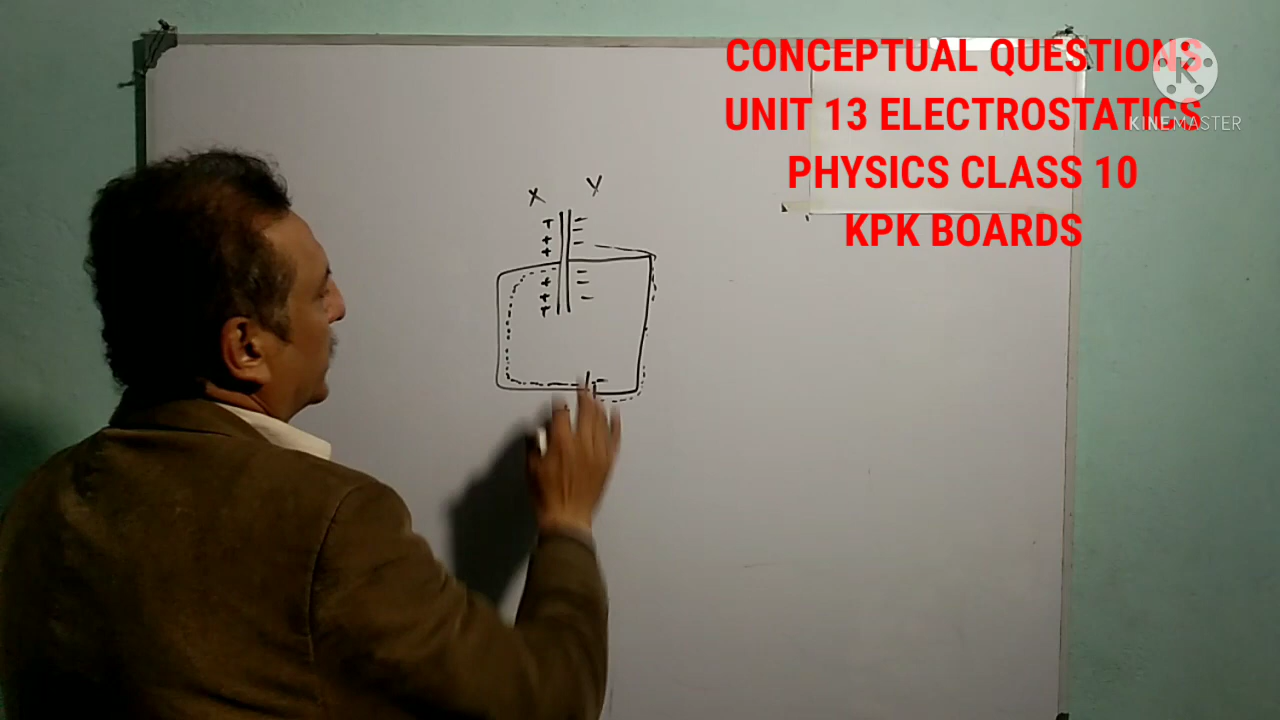 CONCEPTUAL QUESTIONS
UNIT 13 ELECTROSTATICS
PHYSICS CLASS 10
KPK BOARDS
K
KINEMASTER
X Y
+ -
+ -
+ -
+ -
+ -
+